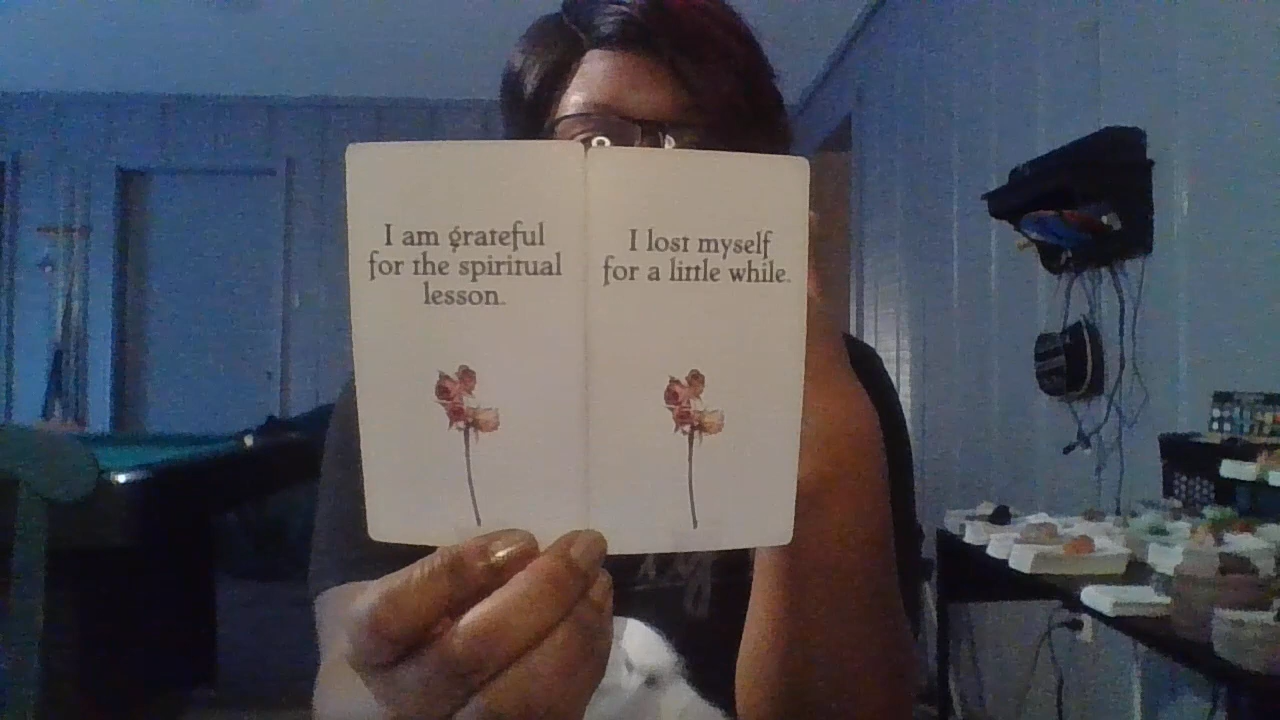 I am grateful
for the spiritual
lesson.
I lost myself
for a little while.